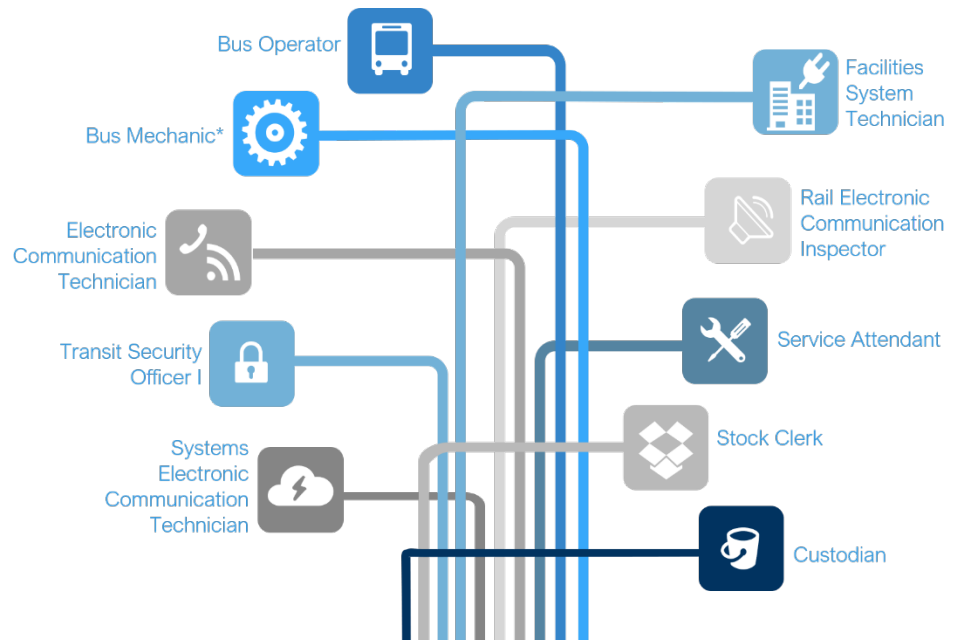 Bus Operator
Facilities
System
Technician
Bus Mechanic*
Rail Electronic
Communication
Inspector
Electronic
Communication
Technician
Service Attendant
Transit Security
Officer I
Stock Clerk
Systems
Electronic
Communication
Technician
Custodian